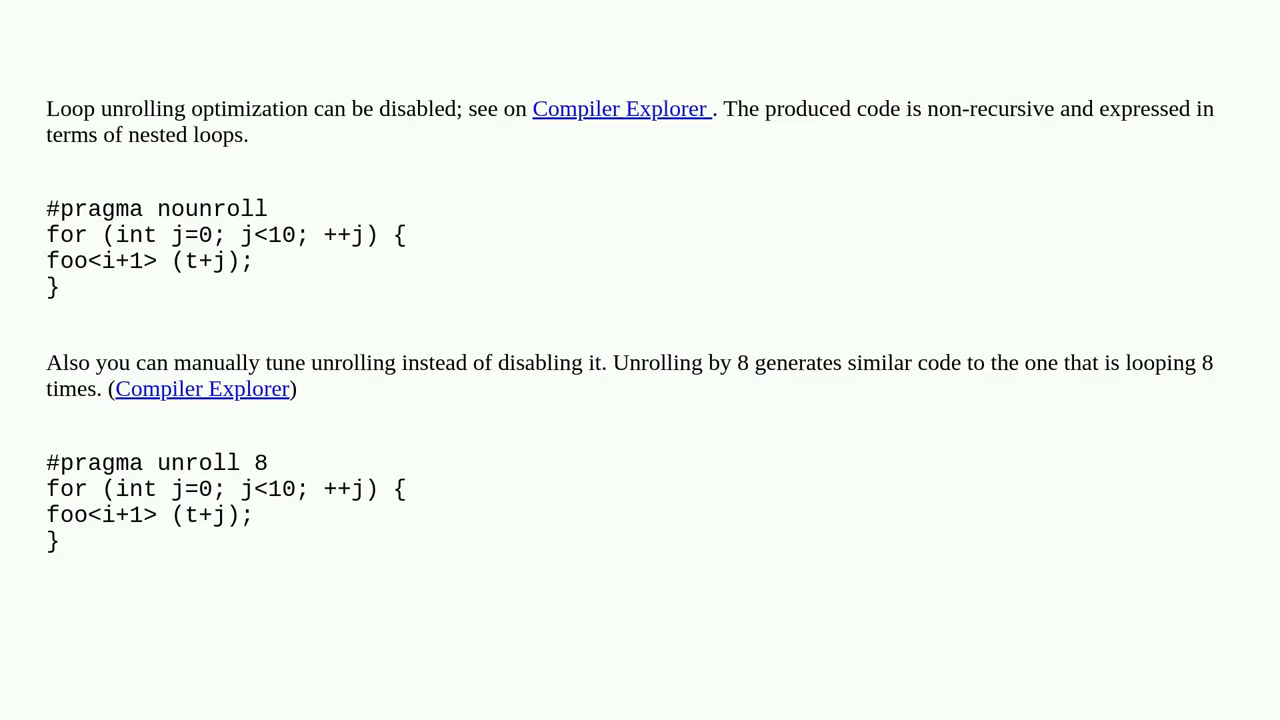 Loop unrolling optimization can be disabled; see on Compiler Explorer . The produced code is non-recursive and expressed in
terms of nested loops.
#pragma nounroll
for (int j=0; j<10; ++j) {
foo<i+1> (t+j);
}
Also you can manually tune unrolling instead of disabling it. Unrolling by 8 generates similar code to the one that is looping 8
times. (Compiler Explorer)
#pragma unroll 8
for (int j=0; j<10; ++j) {
foo<i+1> (t+j);
}